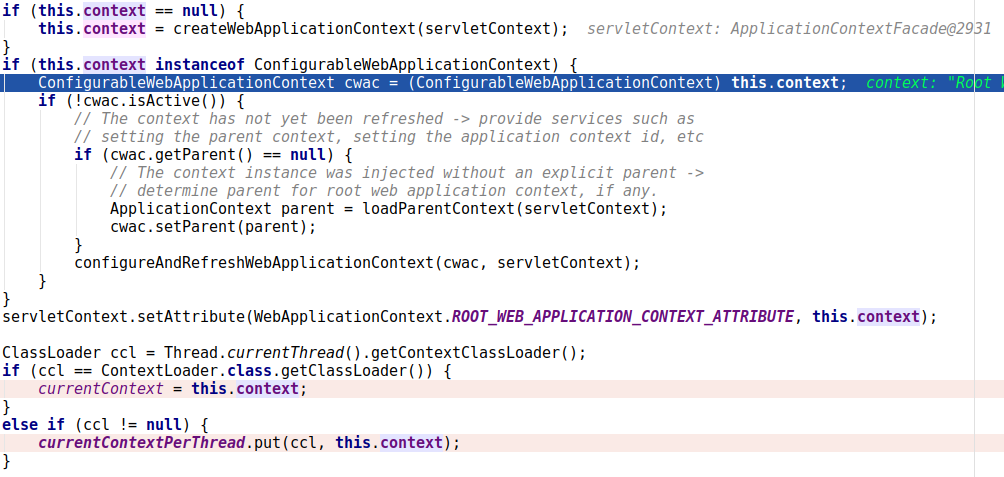 if (this.context == null) {
    this.context = createWebApplicationContext(servletContext);  servletContext: ApplicationContextFacade@2931
}
if (this.context instanceof ConfigurableWebApplicationContext) {
    ConfigurableWebApplicationContext cwac = (ConfigurableWebApplicationContext) this.context;  context: "Root
    if (!cwac.isActive()) {
        // The context has not yet been refreshed -> provide services such as
        // setting the parent context, setting the application context id, etc
        if (cwac.getParent() == null) {
            // The context instance was injected without an explicit parent ->
            // determine parent for root web application context, if any.
            ApplicationContext parent = loadParentContext(servletContext);
            cwac.setParent(parent);
        }
        configureAndRefreshWebApplicationContext(cwac, servletContext);
    }
}
servletContext.setAttribute(WebApplicationContext.ROOT_WEB_APPLICATION_CONTEXT_ATTRIBUTE, this.context);

ClassLoader ccl = Thread.currentThread().getContextClassLoader();
if (ccl == ContextLoader.class.getClassLoader()) {
    currentContext = this.context;
}
else if (ccl != null) {
    currentContextPerThread.put(ccl, this.context);
}